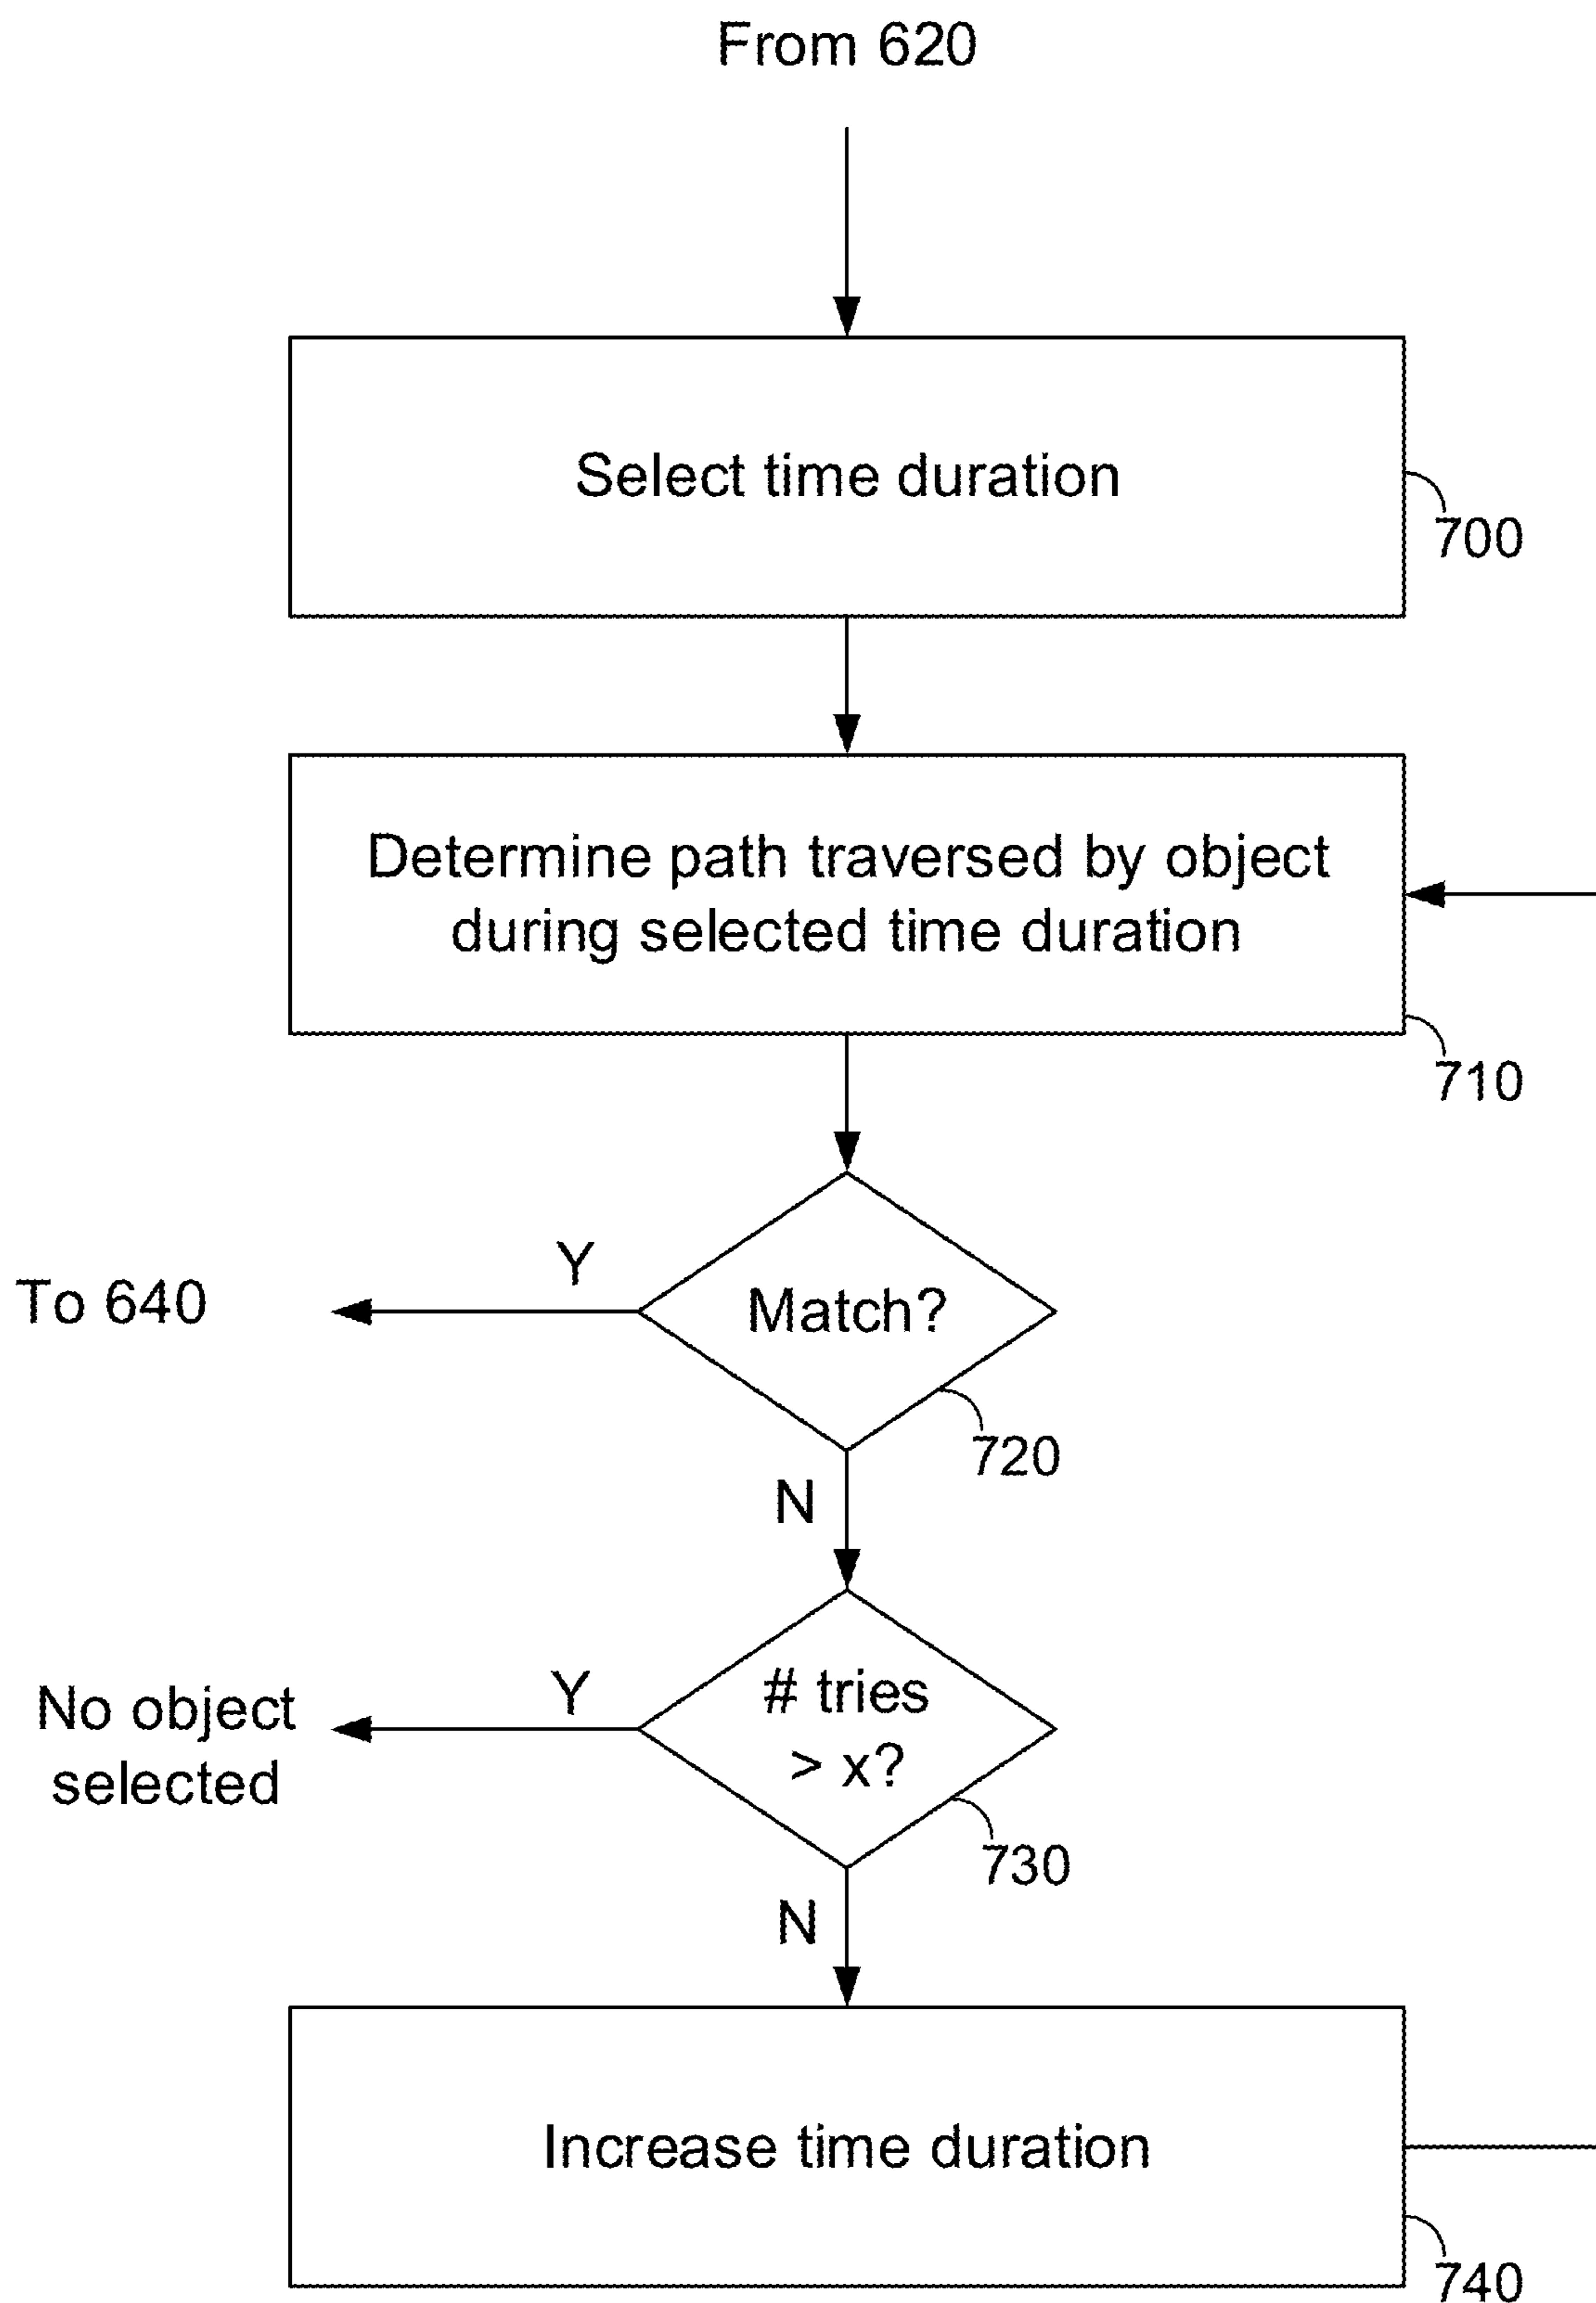 From 620
Select time duration
700
Determine path traversed by object
during selected time duration
710
Y
To 640
Match?
720
N
Y
# tries
> x?
No object
selected
730
N
Increase time duration
740